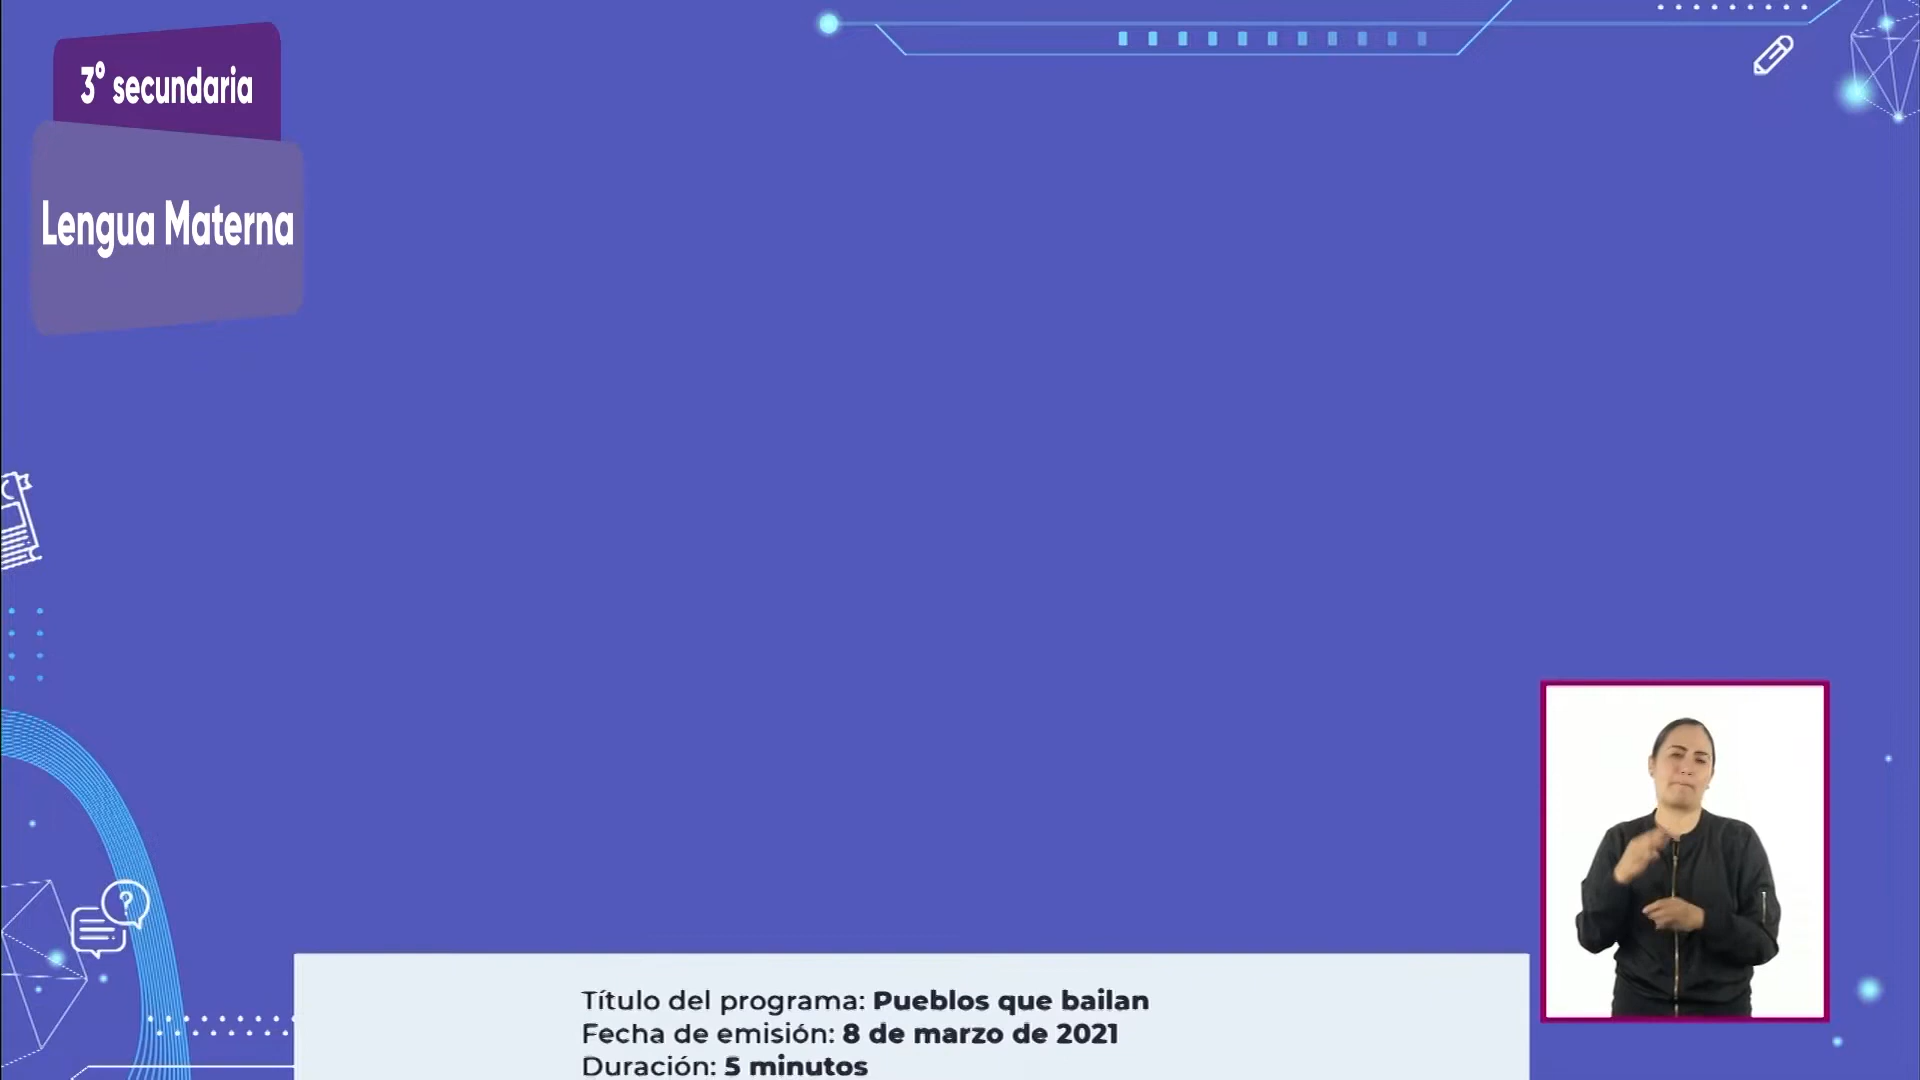 3° secundaria
Lengua Materna
Título del programa: Pueblos que bailan
Fecha de emisión: 8 de marzo de 2021
Duración: 5 minutos